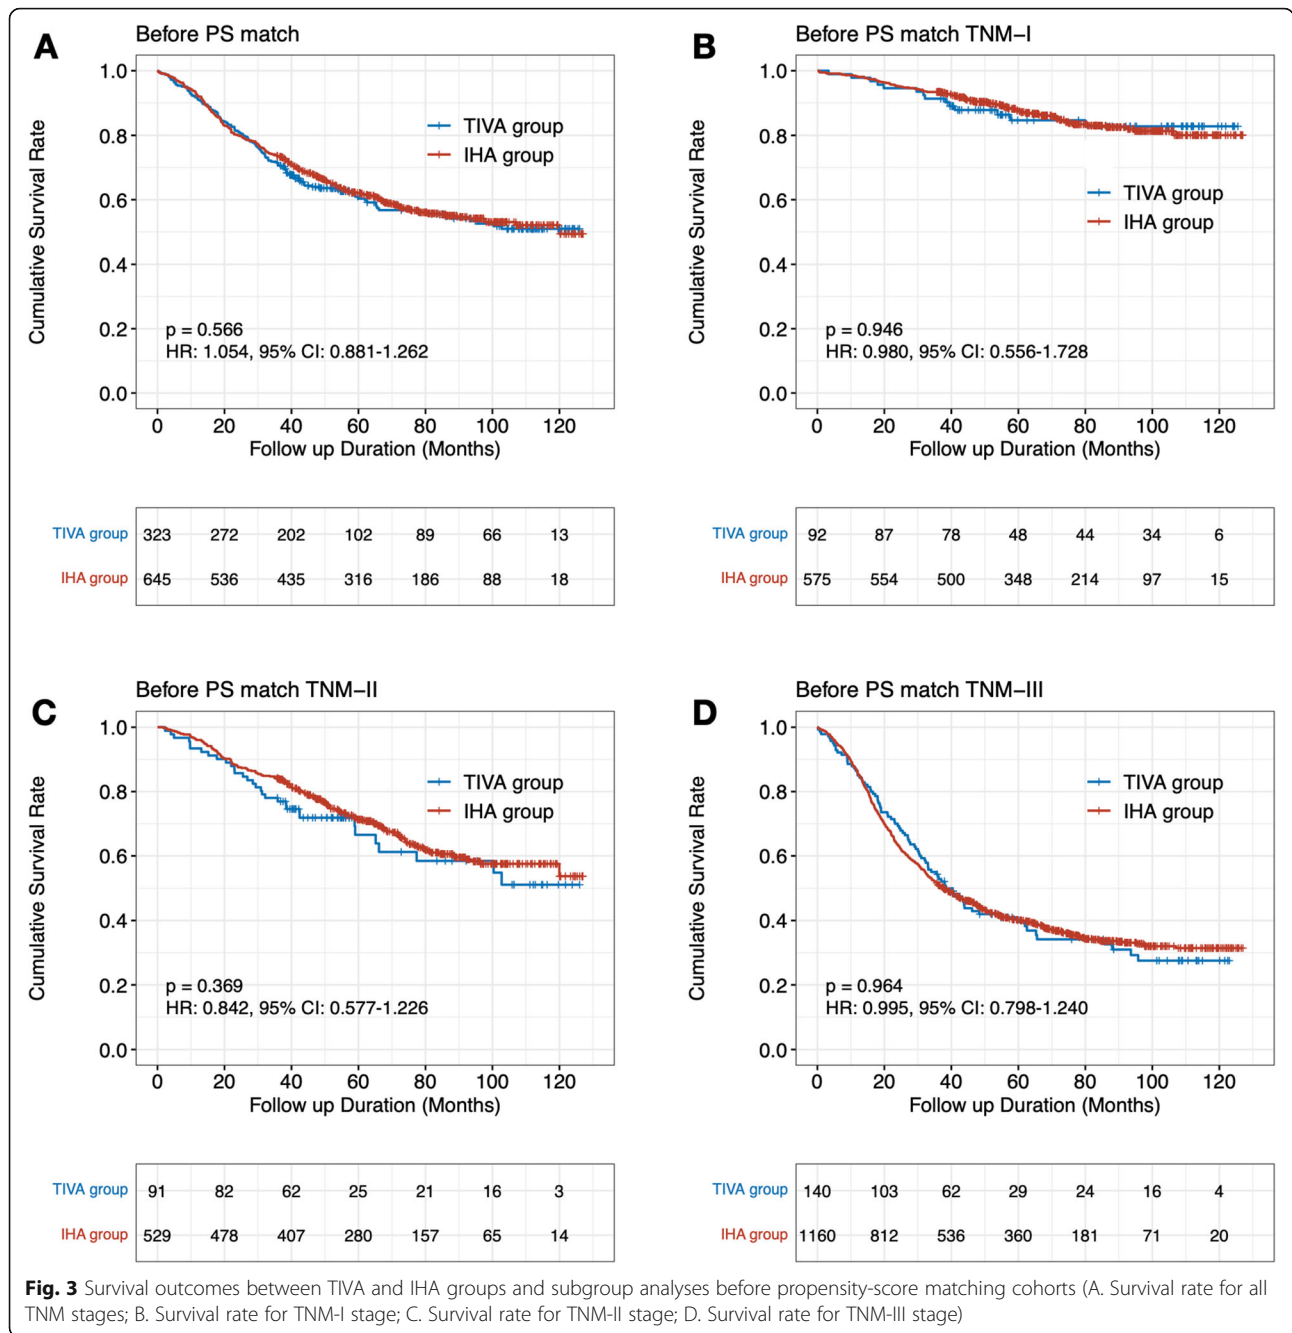 A
Before PS match
1.0
0.8
0.6
0.4
0.2
0.0
Cumulative Survival Rate
TIVA group
IHA group
p = 0.566
HR: 1.054, 95% CI: 0.881-1.262
0 20 40 60 80 100 120
Follow up Duration (Months)
TIVA group 323 272 202 102 89 66 13
IHA group 645 536 435 316 186 88 18
B
Before PS match TNM–I
1.0
0.8
0.6
0.4
0.2
0.0
Cumulative Survival Rate
TIVA group
IHA group
p = 0.946
HR: 0.980, 95% CI: 0.556-1.728
0 20 40 60 80 100 120
Follow up Duration (Months)
TIVA group 92 87 78 48 44 34 6
IHA group 575 554 500 348 214 97 15
C
Before PS match TNM–II
1.0
0.8
0.6
0.4
0.2
0.0
Cumulative Survival Rate
TIVA group
IHA group
p = 0.369
HR: 0.842, 95% CI: 0.577-1.226
0 20 40 60 80 100 120
Follow up Duration (Months)
TIVA group 91 82 62 25 21 16 3
IHA group 529 478 407 280 157 65 14
D
Before PS match TNM–III
1.0
0.8
0.6
0.4
0.2
0.0
Cumulative Survival Rate
TIVA group
IHA group
p = 0.964
HR: 0.995, 95% CI: 0.798-1.240
0 20 40 60 80 100 120
Follow up Duration (Months)
TIVA group 140 103 62 29 24 16 4
IHA group 1160 812 536 360 181 71 20
Fig. 3 Survival outcomes between TIVA and IHA groups and subgroup analyses before propensity-score matching cohorts (A. Survival rate for all
TNM stages; B. Survival rate for TNM-I stage; C. Survival rate for TNM-II stage; D. Survival rate for TNM-III stage)